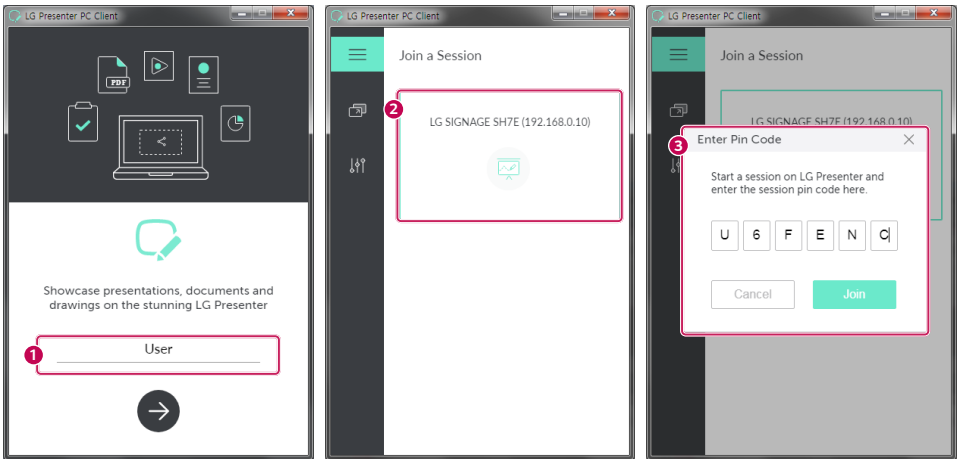 LG Presenter PC Client
PDF
Showcase presentations, documents and
drawings on the stunning LG Presenter
1
User
LG Presenter PC Client
Join a Session
2
LG SIGNAGE SH7E (192.168.0.10)
LG Presenter PC Client
Join a Session
LG SIGNAGE SH7E (192.168.0.10)
3
Enter Pin Code
Start a session on LG Presenter and
enter the session pin code here.
U 6 F E N C
Cancel Join